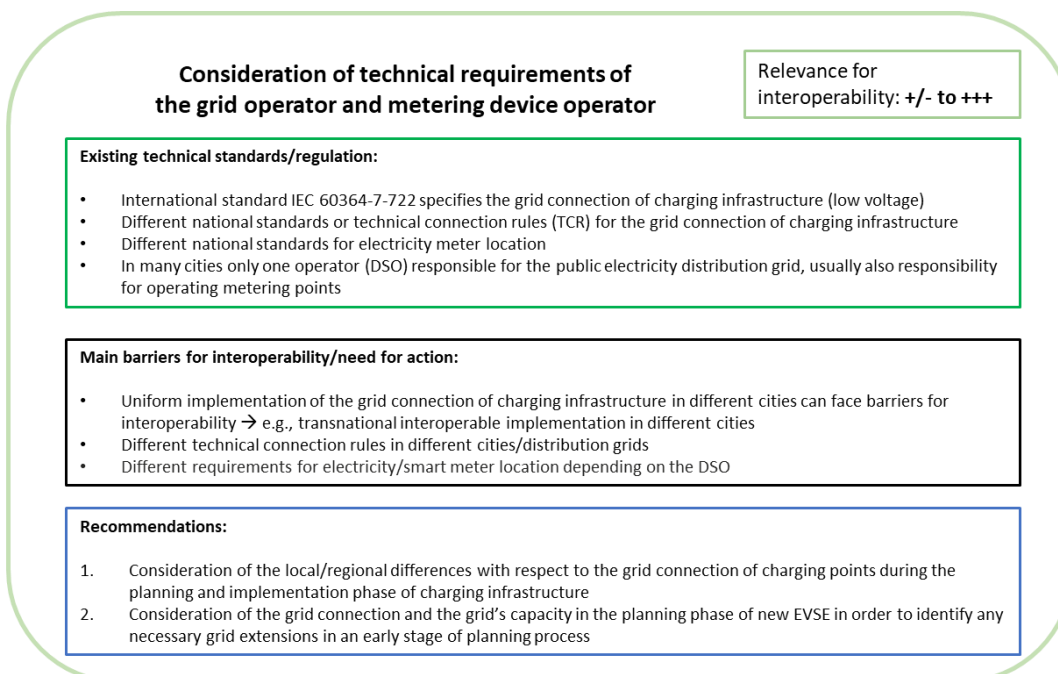 Consideration of technical requirements of
the grid operator and metering device operator
Relevance for
interoperability: +/- to +++
Existing technical standards/regulation:
• International standard IEC 60364-7-722 specifies the grid connection of charging infrastructure (low voltage)
• Different national standards or technical connection rules (TCR) for the grid connection of charging infrastructure
• Different national standards for electricity meter location
• In many cities only one operator (DSO) responsible for the public electricity distribution grid, usually also responsibility
for operating metering points
Main barriers for interoperability/need for action:
• Uniform implementation of the grid connection of charging infrastructure in different cities can face barriers for
interoperability → e.g., transnational interoperable implementation in different cities
• Different technical connection rules in different cities/distribution grids
• Different requirements for electricity/smart meter location depending on the DSO
Recommendations:
1. Consideration of the local/regional differences with respect to the grid connection of charging points during the
planning and implementation phase of charging infrastructure
2. Consideration of the grid connection and the grid's capacity in the planning phase of new EVSE in order to identify any
necessary grid extensions in an early stage of planning process